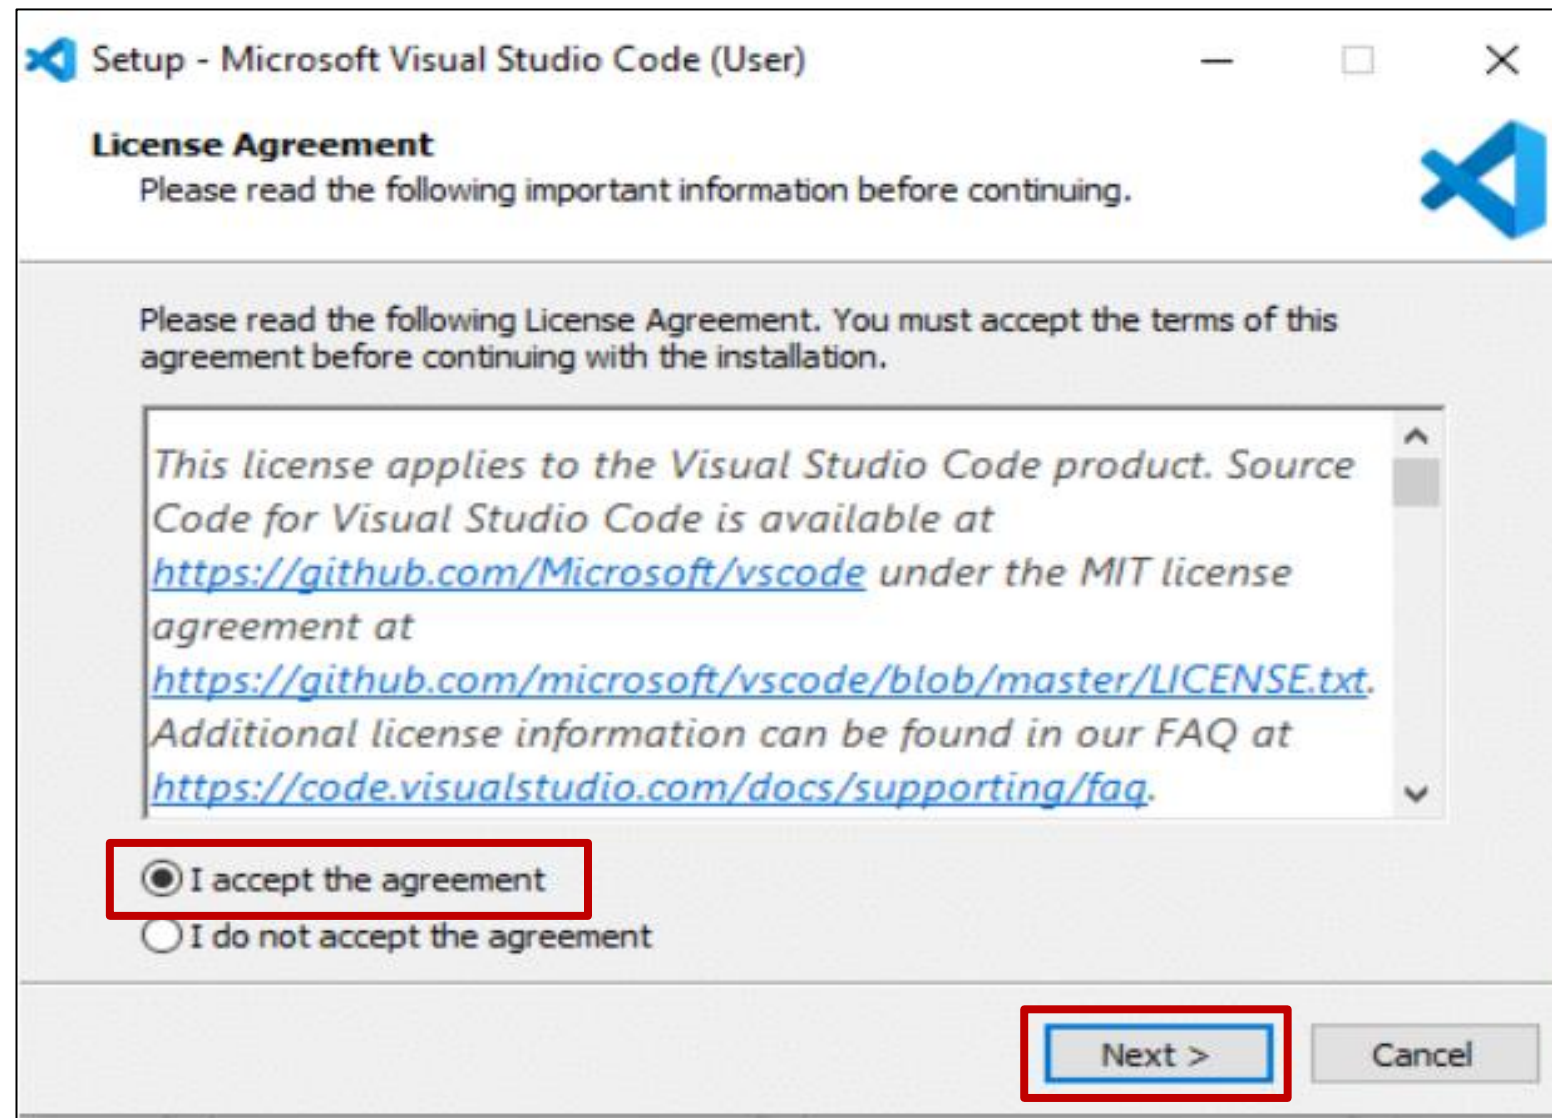 Setup - Microsoft Visual Studio Code (User)
License Agreement
Please read the following important information before continuing.
Please read the following License Agreement. You must accept the terms of this
agreement before continuing with the installation.
This license applies to the Visual Studio Code product. Source
Code for Visual Studio Code is available at
https://github.com/Microsoft/vscode under the MIT license
agreement at
https://github.com/microsoft/vscode/blob/master/LICENSE.txt.
Additional license information can be found in our FAQ at
https://code.visualstudio.com/docs/supporting/faq.
I accept the agreement
I do not accept the agreement
Next >
Cancel